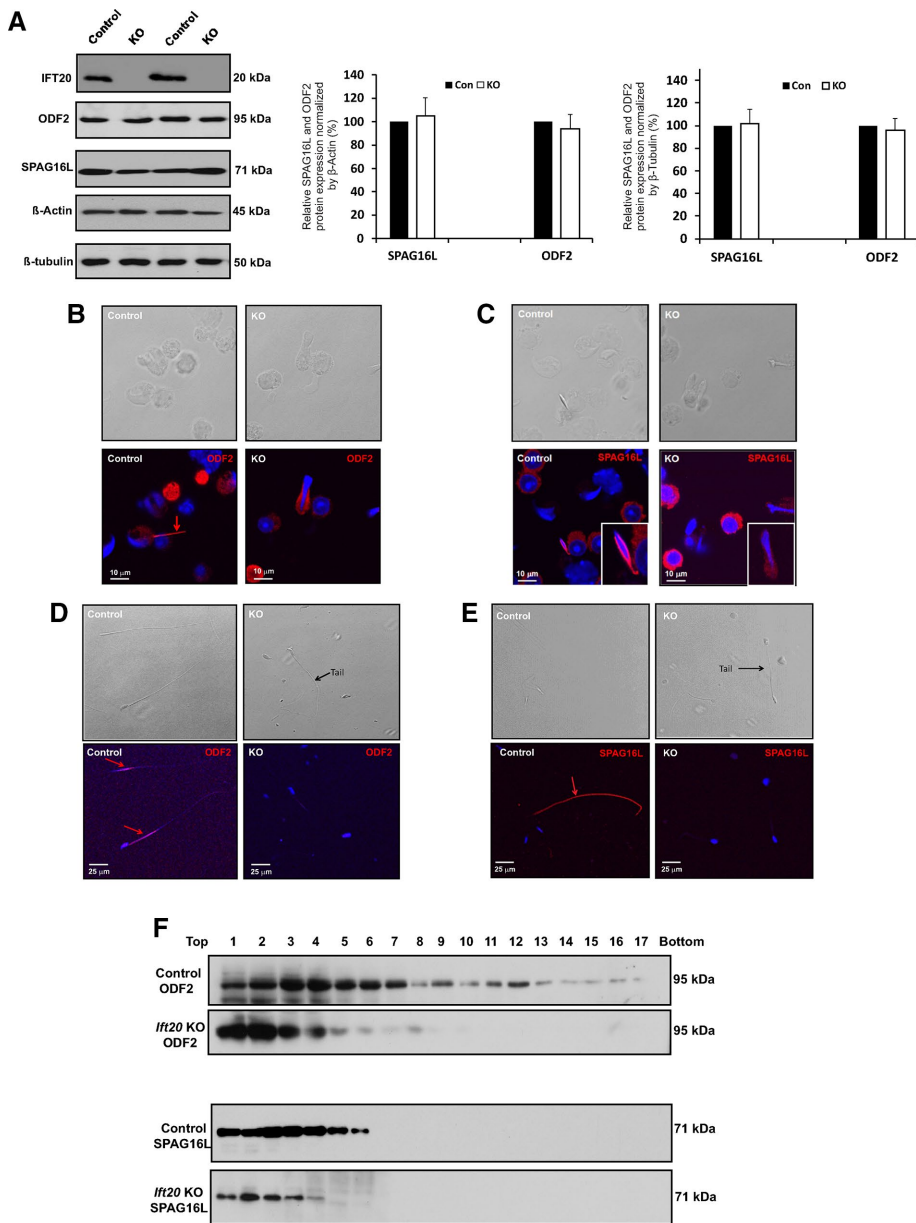 A
Control KO Control KO
IFT20 20 kDa
ODF2 95 kDa
SPAG16L 71 kDa
ß-Actin 45 kDa
ß-tubulin 50 kDa
Relative SPAG16L and ODF2
protein expression normalized
by β-Actin (%)
140
120
100
80
60
40
20
0
Con KO
SPAG16L ODF2
Relative SPAG16L and ODF2
protein expression normalized
by β-Tubulin (%)
140
120
100
80
60
40
20
0
Con KO
SPAG16L ODF2
B
Control KO
Control ODF2 KO ODF2
10 µm 10 µm
C
Control KO
Control SPAG16L KO SPAG16L
10 µm 10 µm
D
Control KO
Tail
Control ODF2 KO ODF2
25 µm 25 µm
E
Control KO
Tail
Control SPAG16L KO SPAG16L
25 µm 25 µm
F
Top 1 2 3 4 5 6 7 8 9 10 11 12 13 14 15 16 17 Bottom
Control
ODF2 95 kDa
Ift20 KO
ODF2 95 kDa
Control
SPAG16L 71 kDa
Ift20 KO
SPAG16L 71 kDa